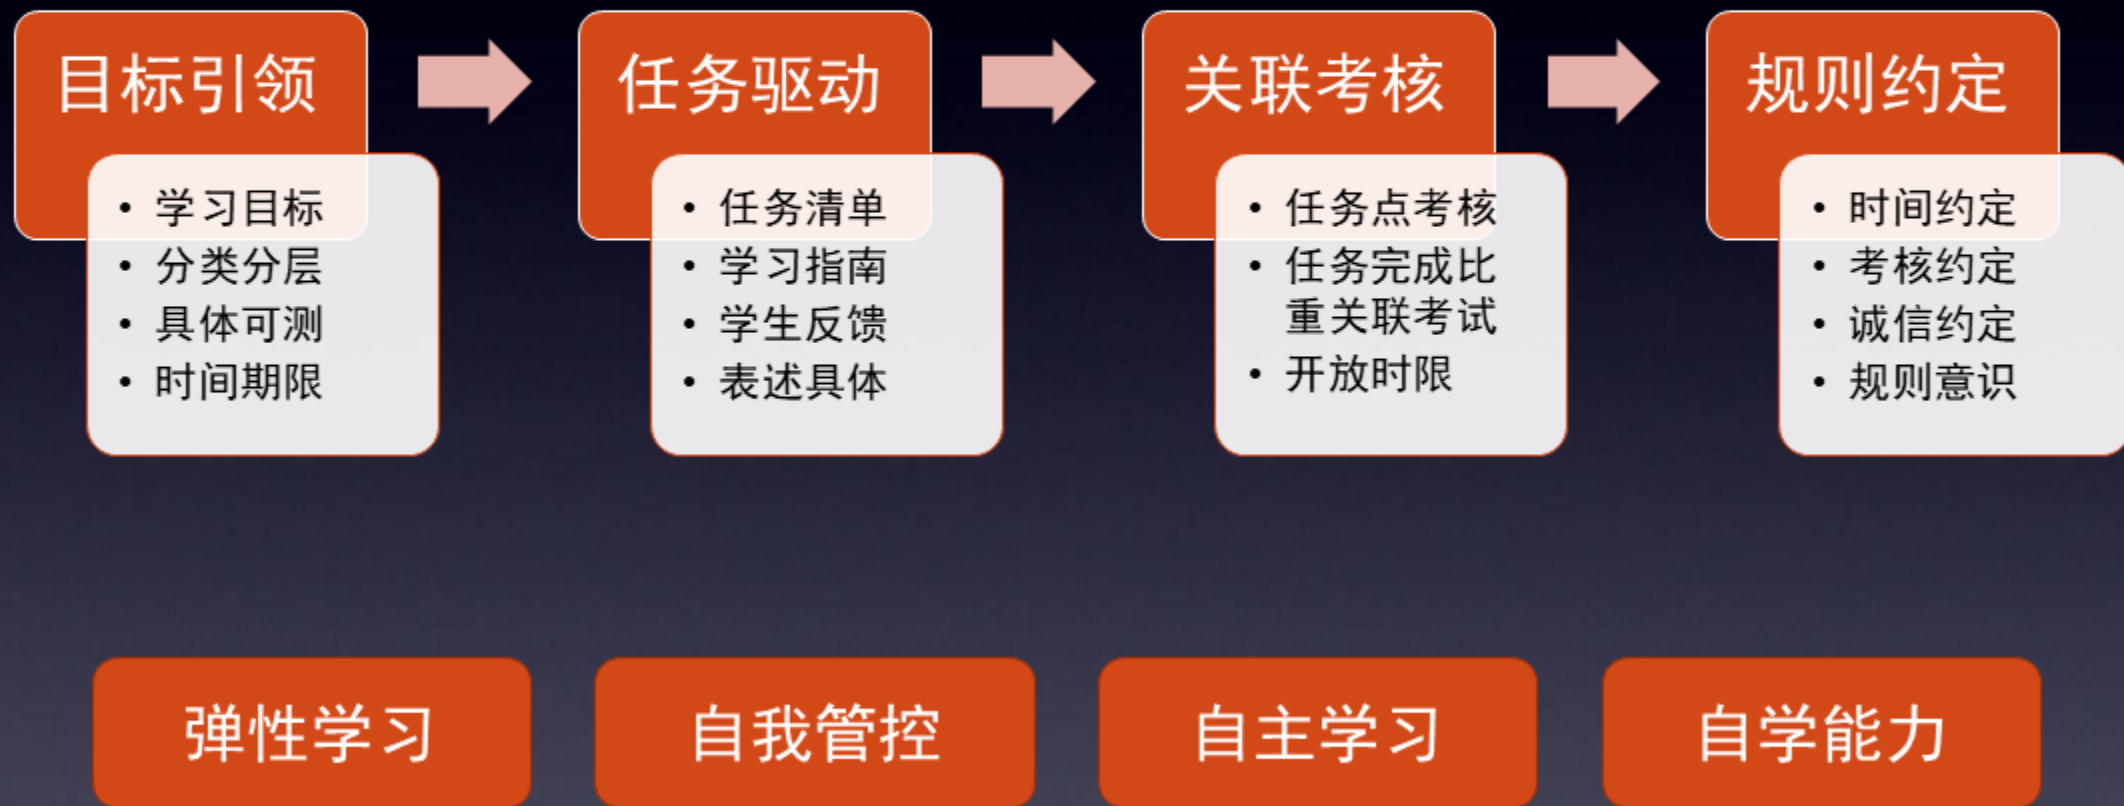 目标引领
• 学习目标
• 分类分层
• 具体可测
• 时间期限
任务驱动
• 任务清单
• 学习指南
• 学生反馈
• 表述具体
关联考核
• 任务点考核
• 任务完成比
重关联考试
• 开放时限
规则约定
• 时间约定
• 考核约定
• 诚信约定
• 规则意识
弹性学习
自我管控
自主学习
自学能力